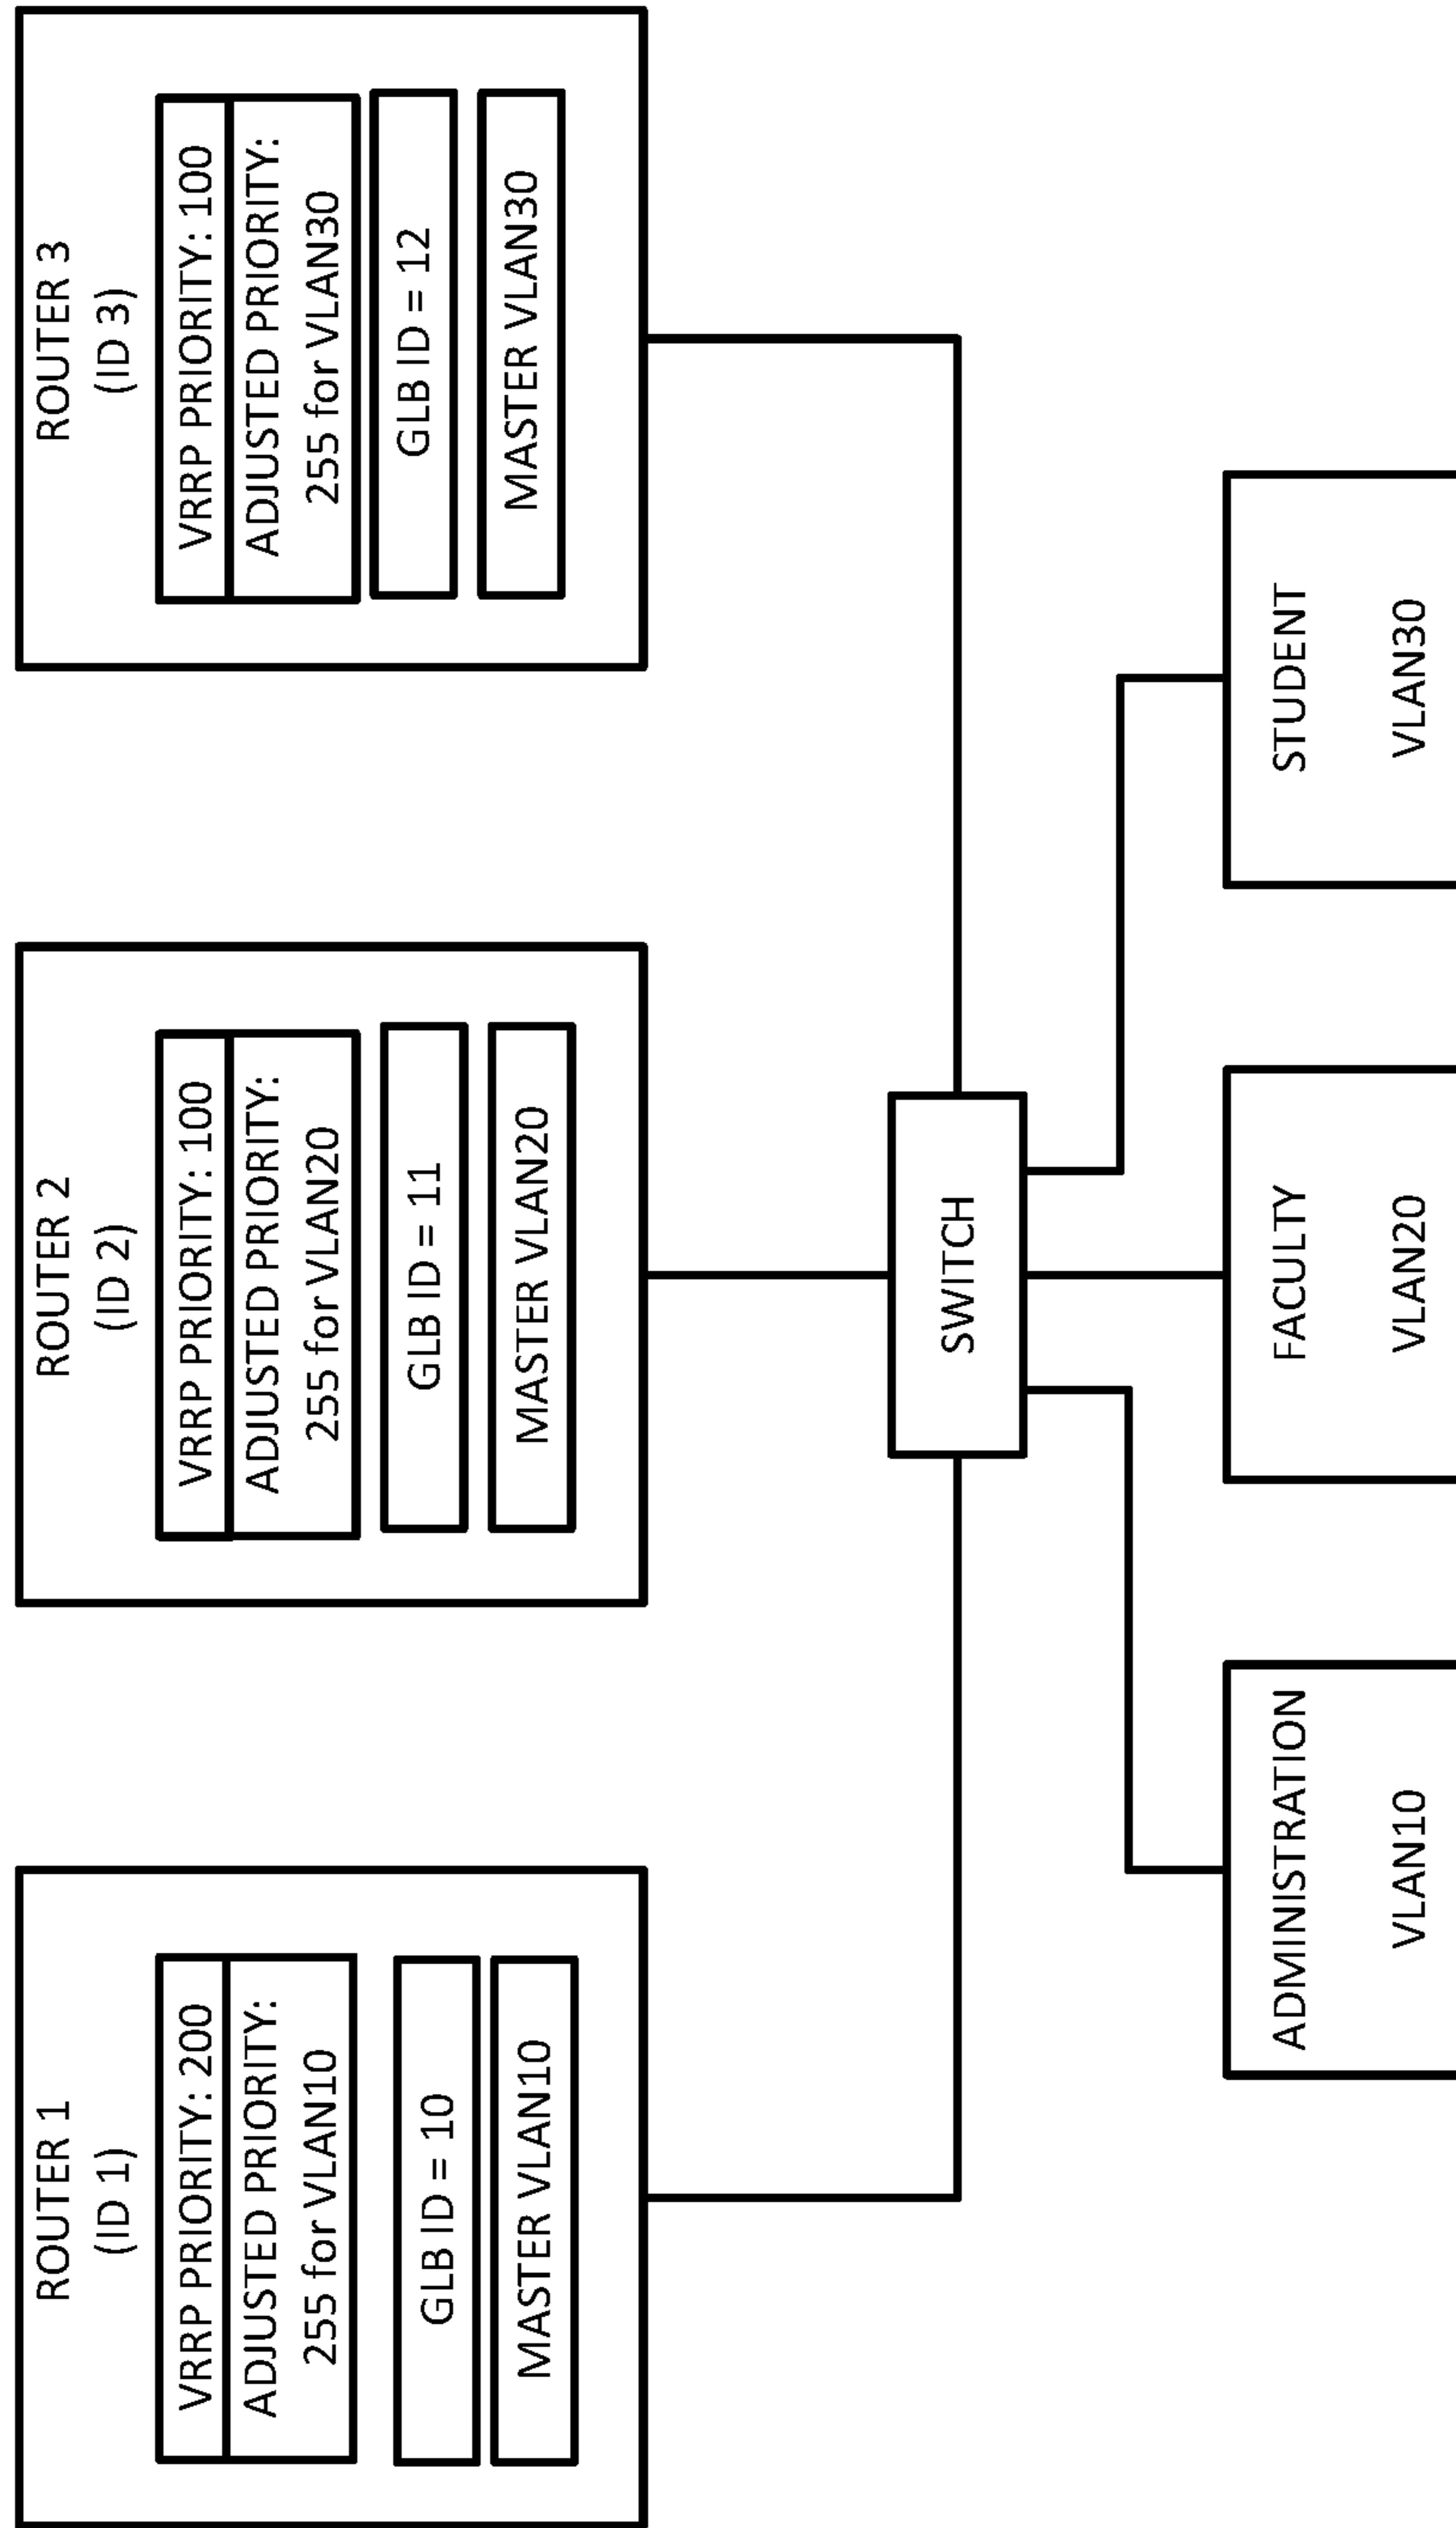 ROUTER 1
(ID 1)
VRRP PRIORITY: 200
ADJUSTED PRIORITY:
255 for VLAN10
GLB ID = 10
MASTER VLAN10
ROUTER 2
(ID 2)
VRRP PRIORITY: 100
ADJUSTED PRIORITY:
255 for VLAN20
GLB ID = 11
MASTER VLAN20
ROUTER 3
(ID 3)
VRRP PRIORITY: 100
ADJUSTED PRIORITY:
255 for VLAN30
GLB ID = 12
MASTER VLAN30
SWITCH
ADMINISTRATION
VLAN10
FACULTY
VLAN20
STUDENT
VLAN30